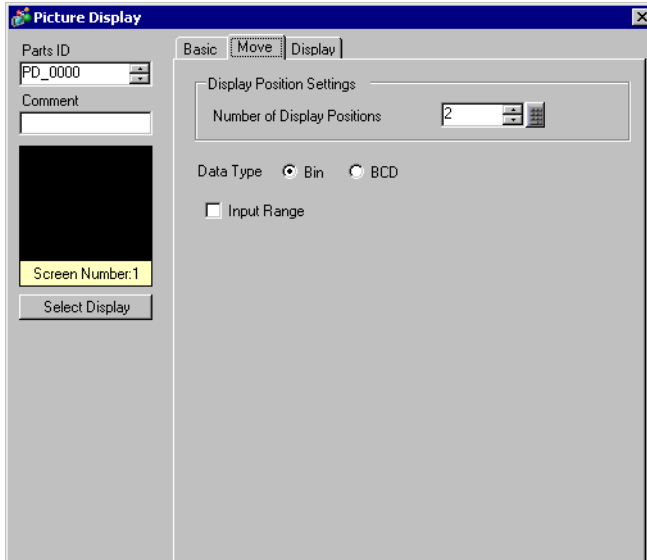 Picture Display
Parts ID
PD_0000
Comment
Screen Number:1
Select Display
Basic Move Display
Display Position Settings
Number of Display Positions 2
Data Type Bin BCD
Input Range